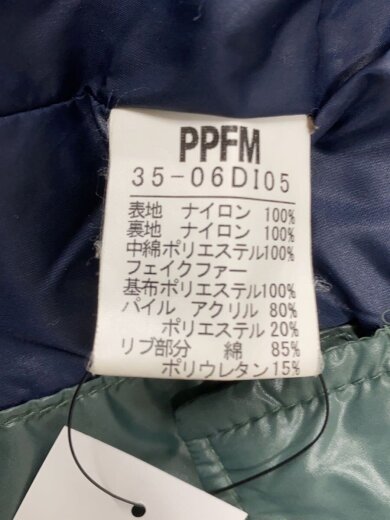 PPFM
35-06DI05
表地 ナイロン 100%
裏地 ナイロン 100%
中綿ポリエステル100%
フェイクファー
基布ポリエステル100%
パイル アクリル 80%
ポリエステル 20%
リブ部分 綿 85%
ポリウレタン 15%